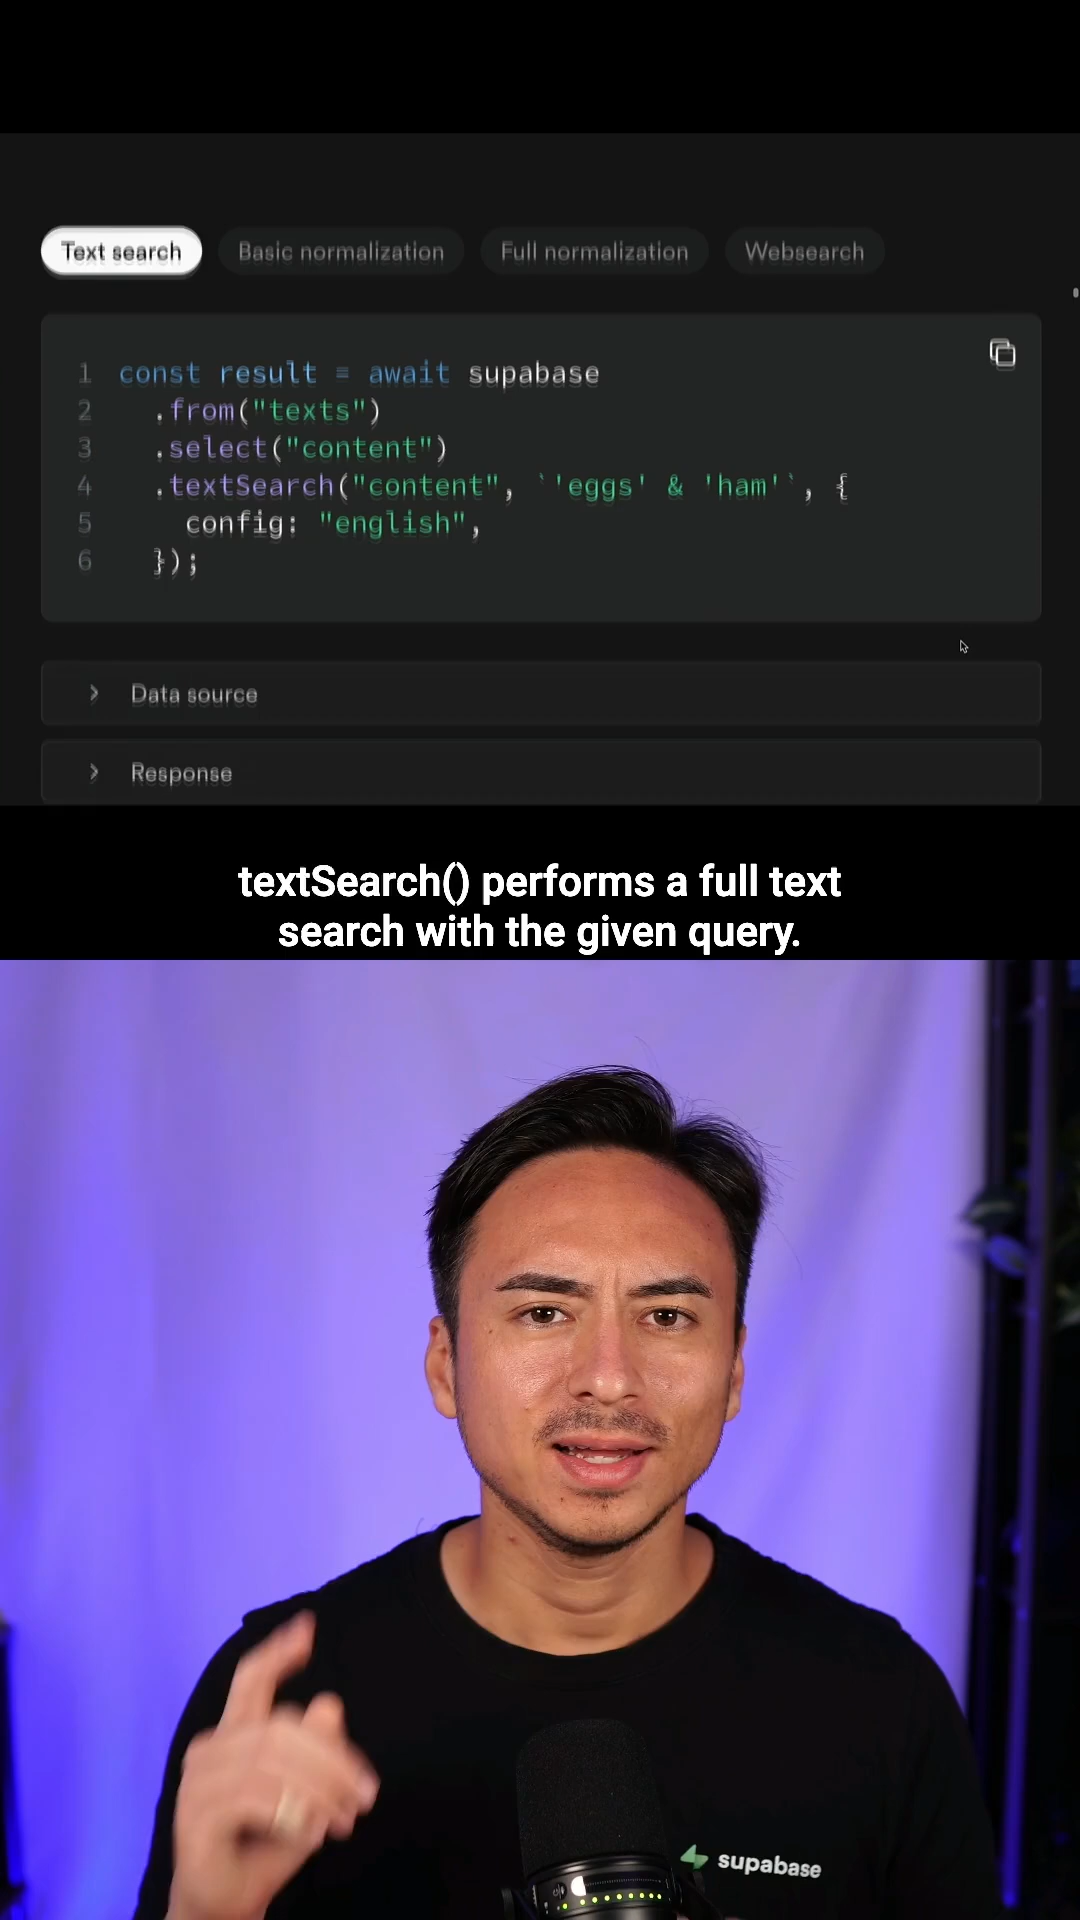 Text search Basic normalization Full normalization Websearch
1 const result = await supabase
2 .from("texts")
3 .select("content")
4 .textSearch("content", `'eggs' & 'ham'`, {
5 config: "english",
6 });
Data source
Response
textSearch() performs a full text
search with the given query.
supabase